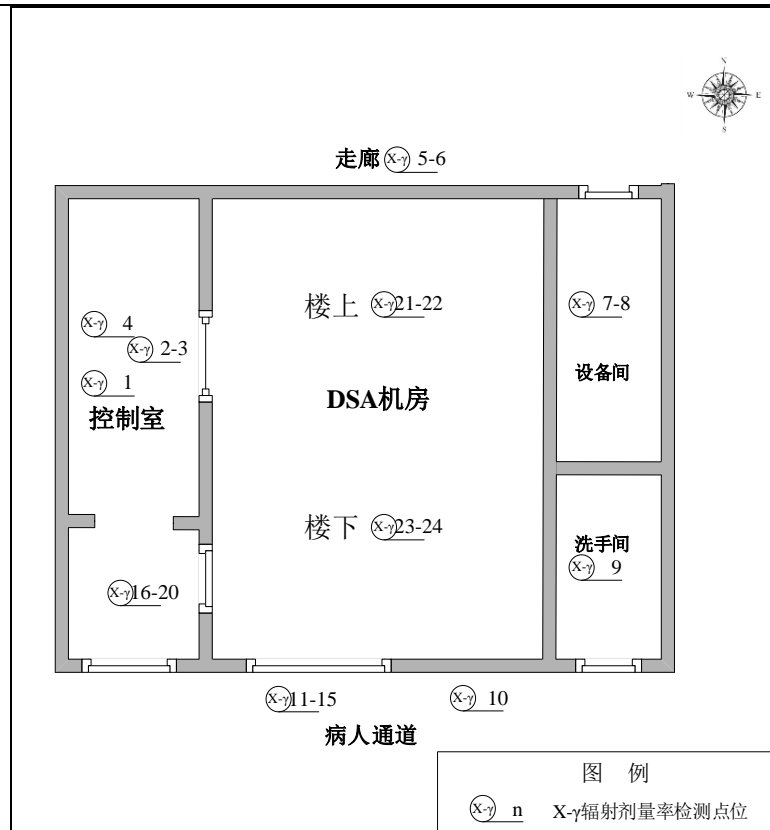 N
W E
S
走廊 X-γ 5-6
楼上 X-γ 21-22
X-γ 7-8
X-γ 4
X-γ 2-3
设备间
X-γ 1
DSA机房
控制室
楼下 X-γ 23-24
洗手间
X-γ 9
X-γ 16-20
X-γ 11-15
X-γ 10
病人通道
图 例
X-γ n X-γ辐射剂量率检测点位